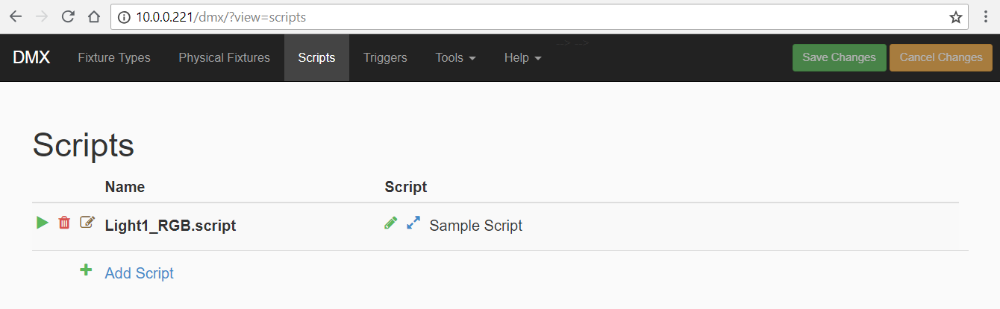 10.0.0.221/dmx/?view=scripts
DMX Fixture Types Physical Fixtures Scripts Triggers Tools Help --> --> Save Changes Cancel Changes
Scripts
Name Script
Light1_RGB.script Sample Script
Add Script